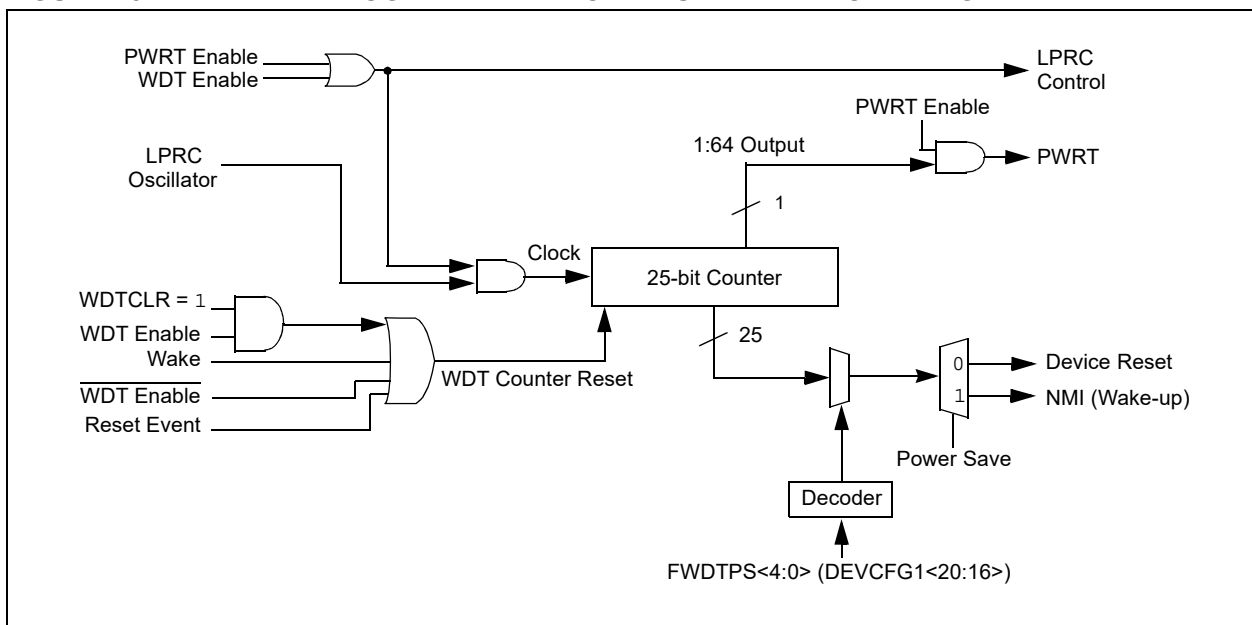 PWRT Enable
WDT Enable
LPRC
Control
PWRT Enable
1:64 Output
PWRT
LPRC
Oscillator
1
Clock
25-bit Counter
WDTCLR = 1
WDT Enable
Wake
25
WDT Counter Reset
WDT Enable
Reset Event
0
Device Reset
1
NMI (Wake-up)
Power Save
Decoder
FWDTPS<4:0> (DEVCFG1<20:16>)